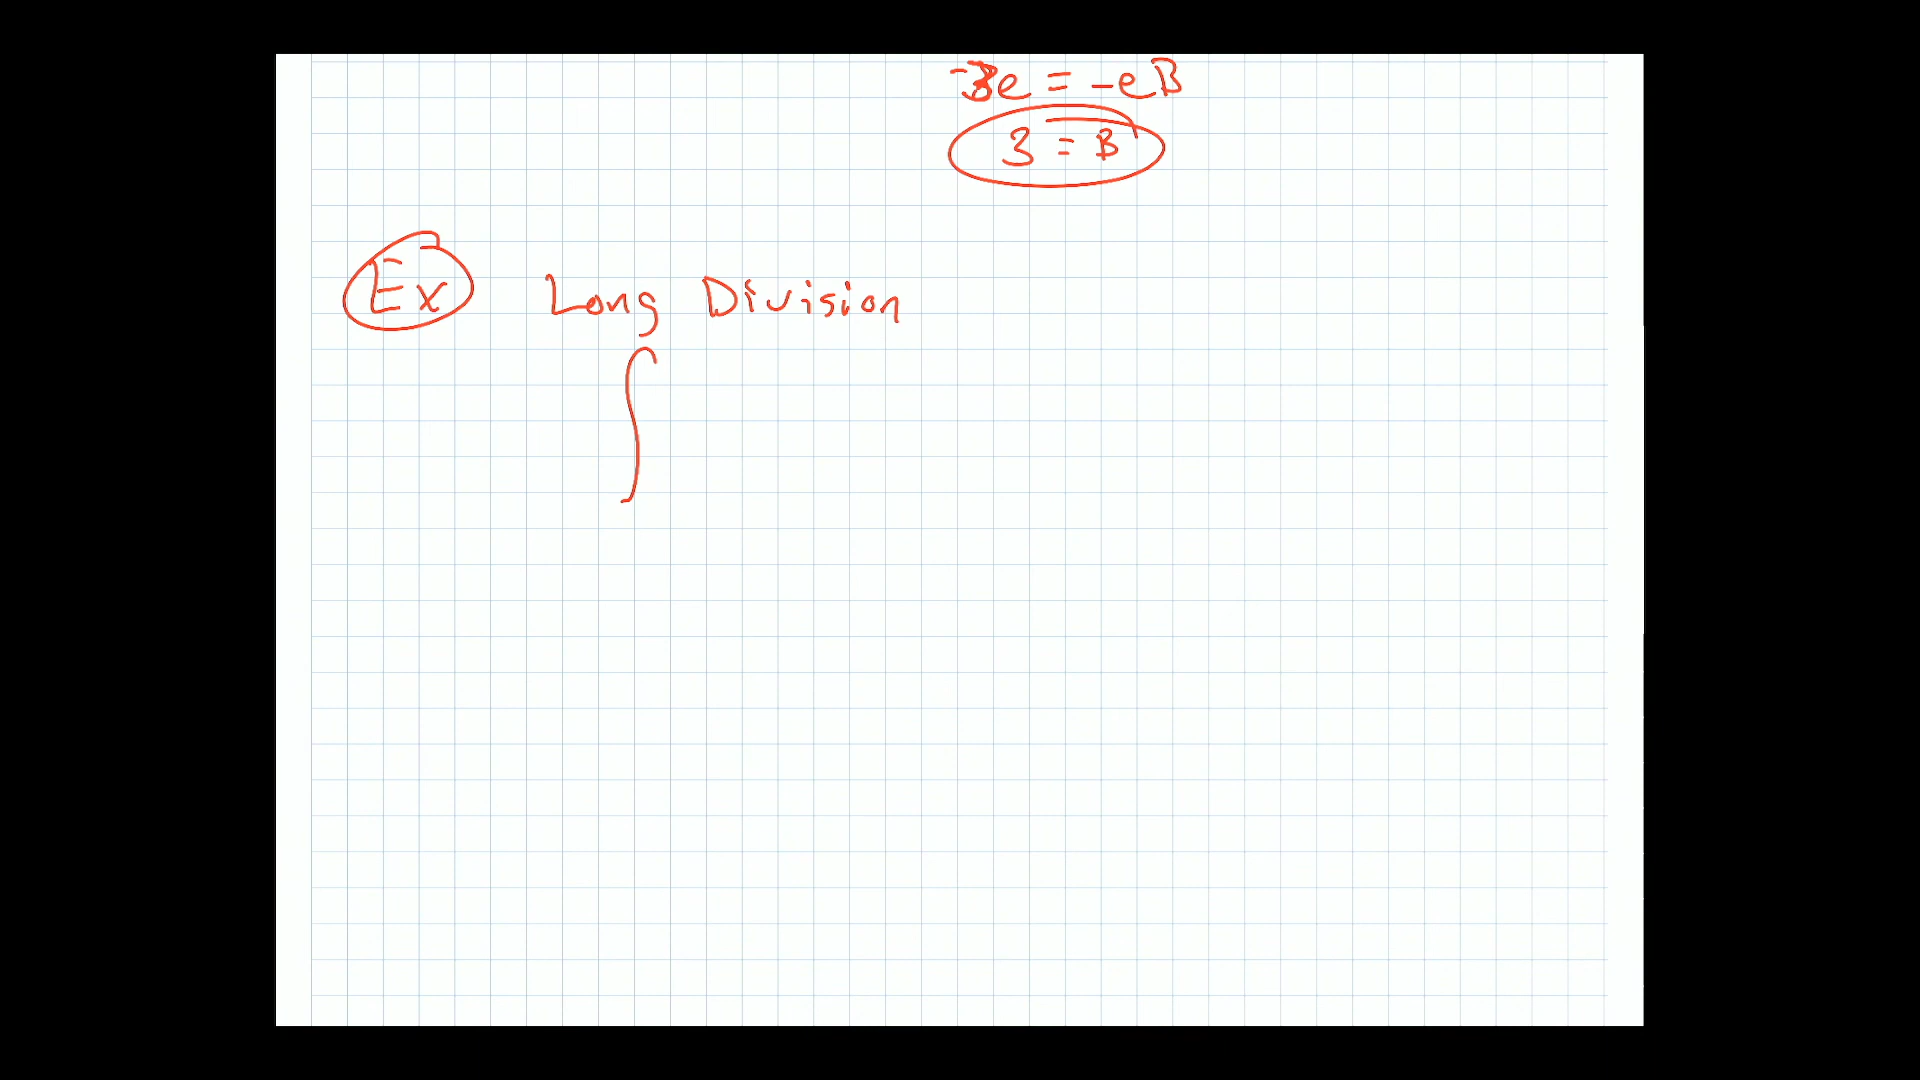 -3e = -eB
3 = B
Ex Long Division
∫